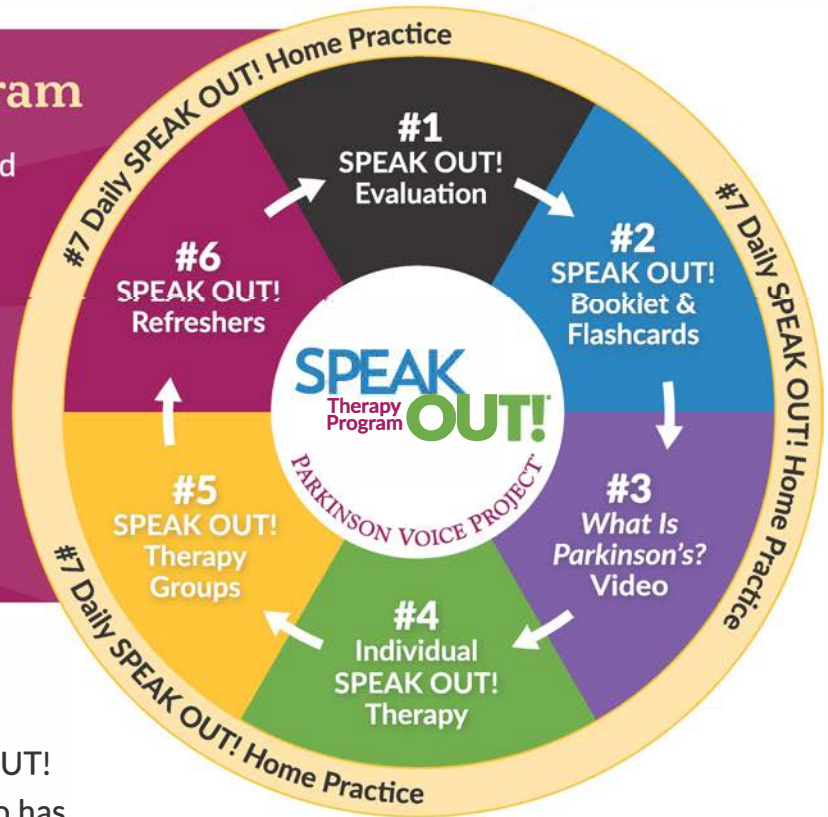 ram
d
#7 Daily SPEAK OUT! Home Practice
#1
SPEAK OUT!
Evaluation
#2
SPEAK OUT!
Booklet &
Flashcards
#7 Daily SPEAK OUT! Home Practice
#3
What Is
Parkinson's?
Video
#4
Individual
SPEAK OUT!
Therapy
#5
SPEAK OUT!
Therapy
Groups
#7 Daily SPEAK OUT! Home Practice
#6
SPEAK OUT!
Refreshers
SPEAK
Therapy
Program OUT!
PARKINSON VOICE PROJECT
UT!
o has